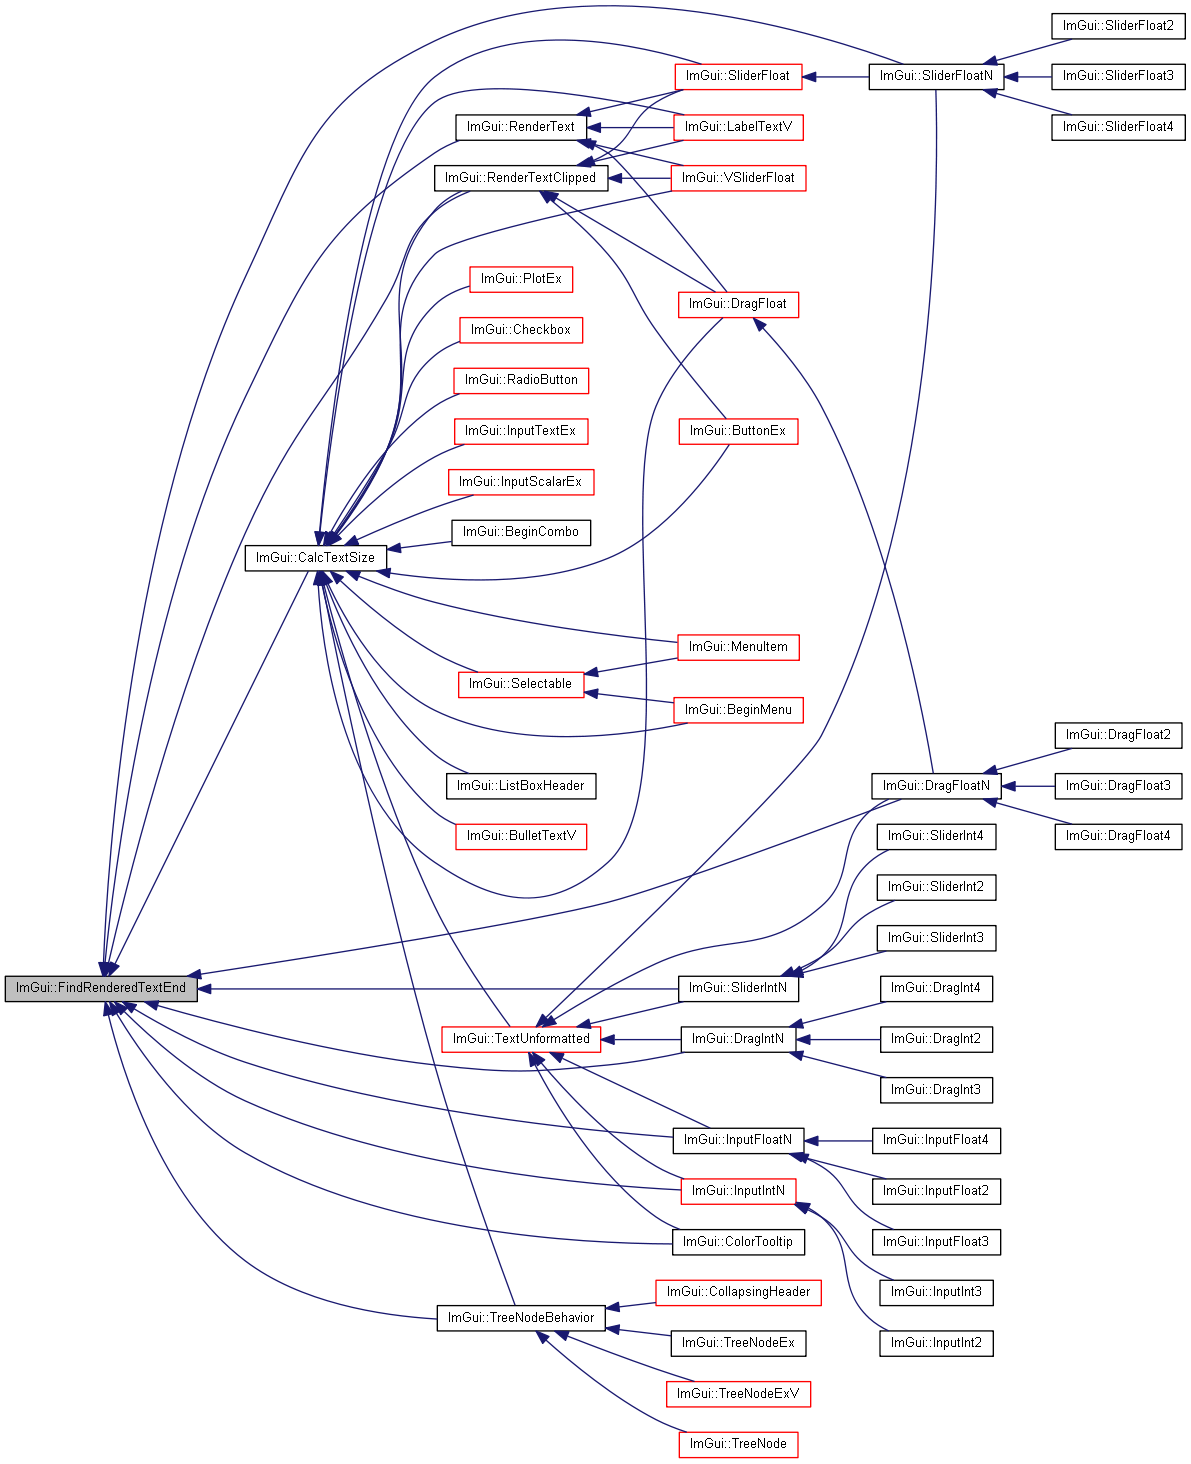 ImGui::SliderFloat2
ImGui::SliderFloat
ImGui::SliderFloatN
ImGui::SliderFloat3
ImGui::RenderText
ImGui::LabelTextV
ImGui::SliderFloat4
ImGui::RenderTextClipped
ImGui::VSliderFloat
ImGui::PlotEx
ImGui::DragFloat
ImGui::Checkbox
ImGui::RadioButton
ImGui::InputTextEx
ImGui::ButtonEx
ImGui::InputScalarEx
ImGui::BeginCombo
ImGui::CalcTextSize
ImGui::MenuItem
ImGui::Selectable
ImGui::BeginMenu
ImGui::DragFloat2
ImGui::ListBoxHeader
ImGui::DragFloatN
ImGui::DragFloat3
ImGui::BulletTextV
ImGui::SliderInt4
ImGui::DragFloat4
ImGui::SliderInt2
ImGui::SliderInt3
ImGui::FindRenderedTextEnd
ImGui::SliderIntN
ImGui::DragInt4
ImGui::TextUnformatted
ImGui::DragIntN
ImGui::DragInt2
ImGui::DragInt3
ImGui::InputFloatN
ImGui::InputFloat4
ImGui::InputIntN
ImGui::InputFloat2
ImGui::ColorTooltip
ImGui::InputFloat3
ImGui::CollapsingHeader
ImGui::InputInt3
ImGui::TreeNodeBehavior
ImGui::TreeNodeEx
ImGui::InputInt2
ImGui::TreeNodeExV
ImGui::TreeNode